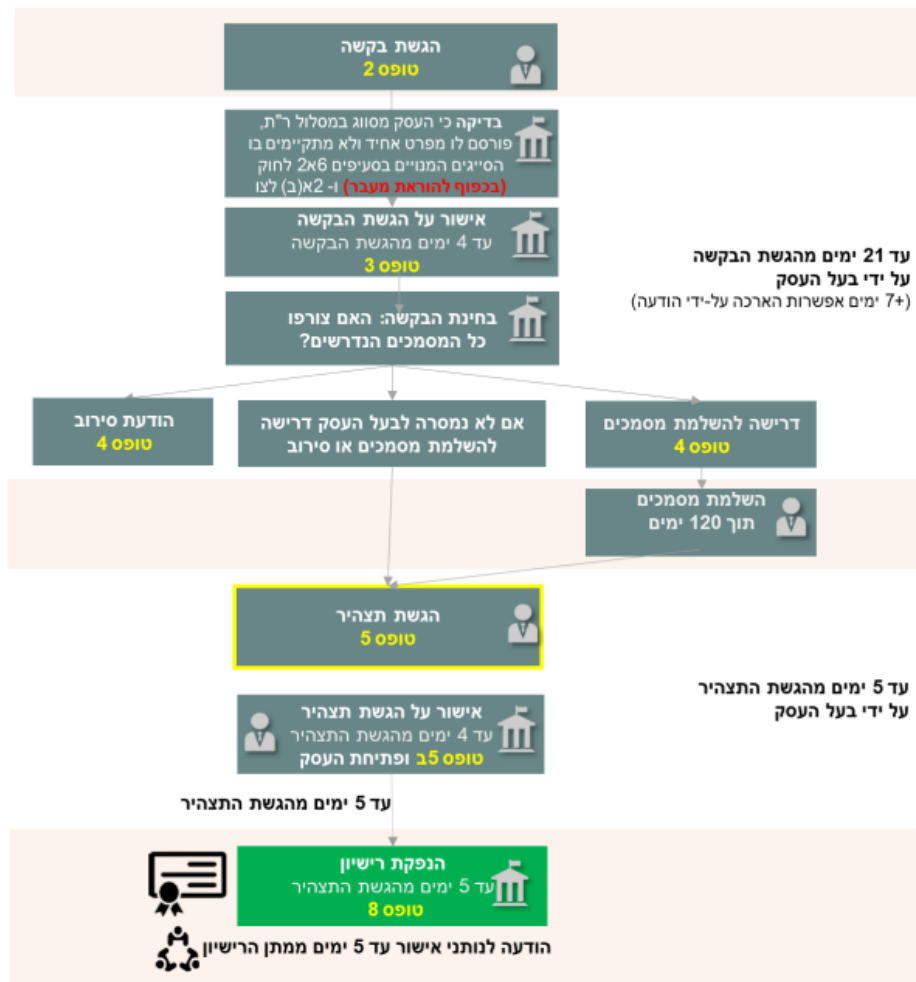 הגשת בקשה
טופס 2
בדיקה כי העסק מסווג במסלול ר"ת,
פורסם לו מפרט אחיד ולא מתקיימים בו
הסייגים המנויים בסעיפים 6א2 לחוק
(בכפוף להוראת מעבר) ו- 2א(ב) לצו
אישור על הגשת הבקשה
עד 4 ימים מהגשת הבקשה
טופס 3
עד 21 ימים מהגשת הבקשה
על ידי בעל העסק
(+7 ימים אפשרות הארכה על-ידי הודעה)
בחינת הבקשה: האם צורפו
כל המסמכים הנדרשים?
דרישה להשלמת מסמכים
טופס 4
אם לא נמסרה לבעל העסק דרישה
להשלמת מסמכים או סירוב
הודעת סירוב
טופס 4
השלמת מסמכים
תוך 120 ימים
הגשת תצהיר
טופס 5
עד 5 ימים מהגשת התצהיר
על ידי בעל העסק
אישור על הגשת תצהיר
עד 4 ימים מהגשת התצהיר
טופס 5ב ופתיחת העסק
עד 5 ימים מהגשת התצהיר
הנפקת רישיון
עד 5 ימים מהגשת התצהיר
טופס 8
הודעה לנותני אישור עד 5 ימים ממתן הרישיון